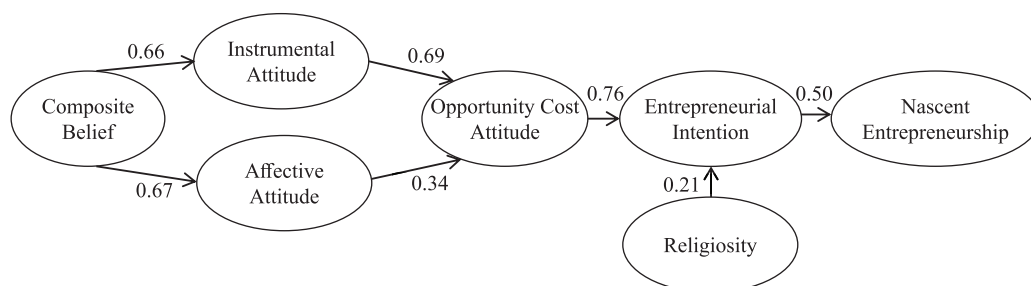 0.66
Instrumental
Attitude
0.69
Composite
Belief
Opportunity Cost
Attitude
0.76
Entrepreneurial
Intention
0.50
Nascent
Entrepreneurship
0.67
Affective
Attitude
0.34
0.21
Religiosity